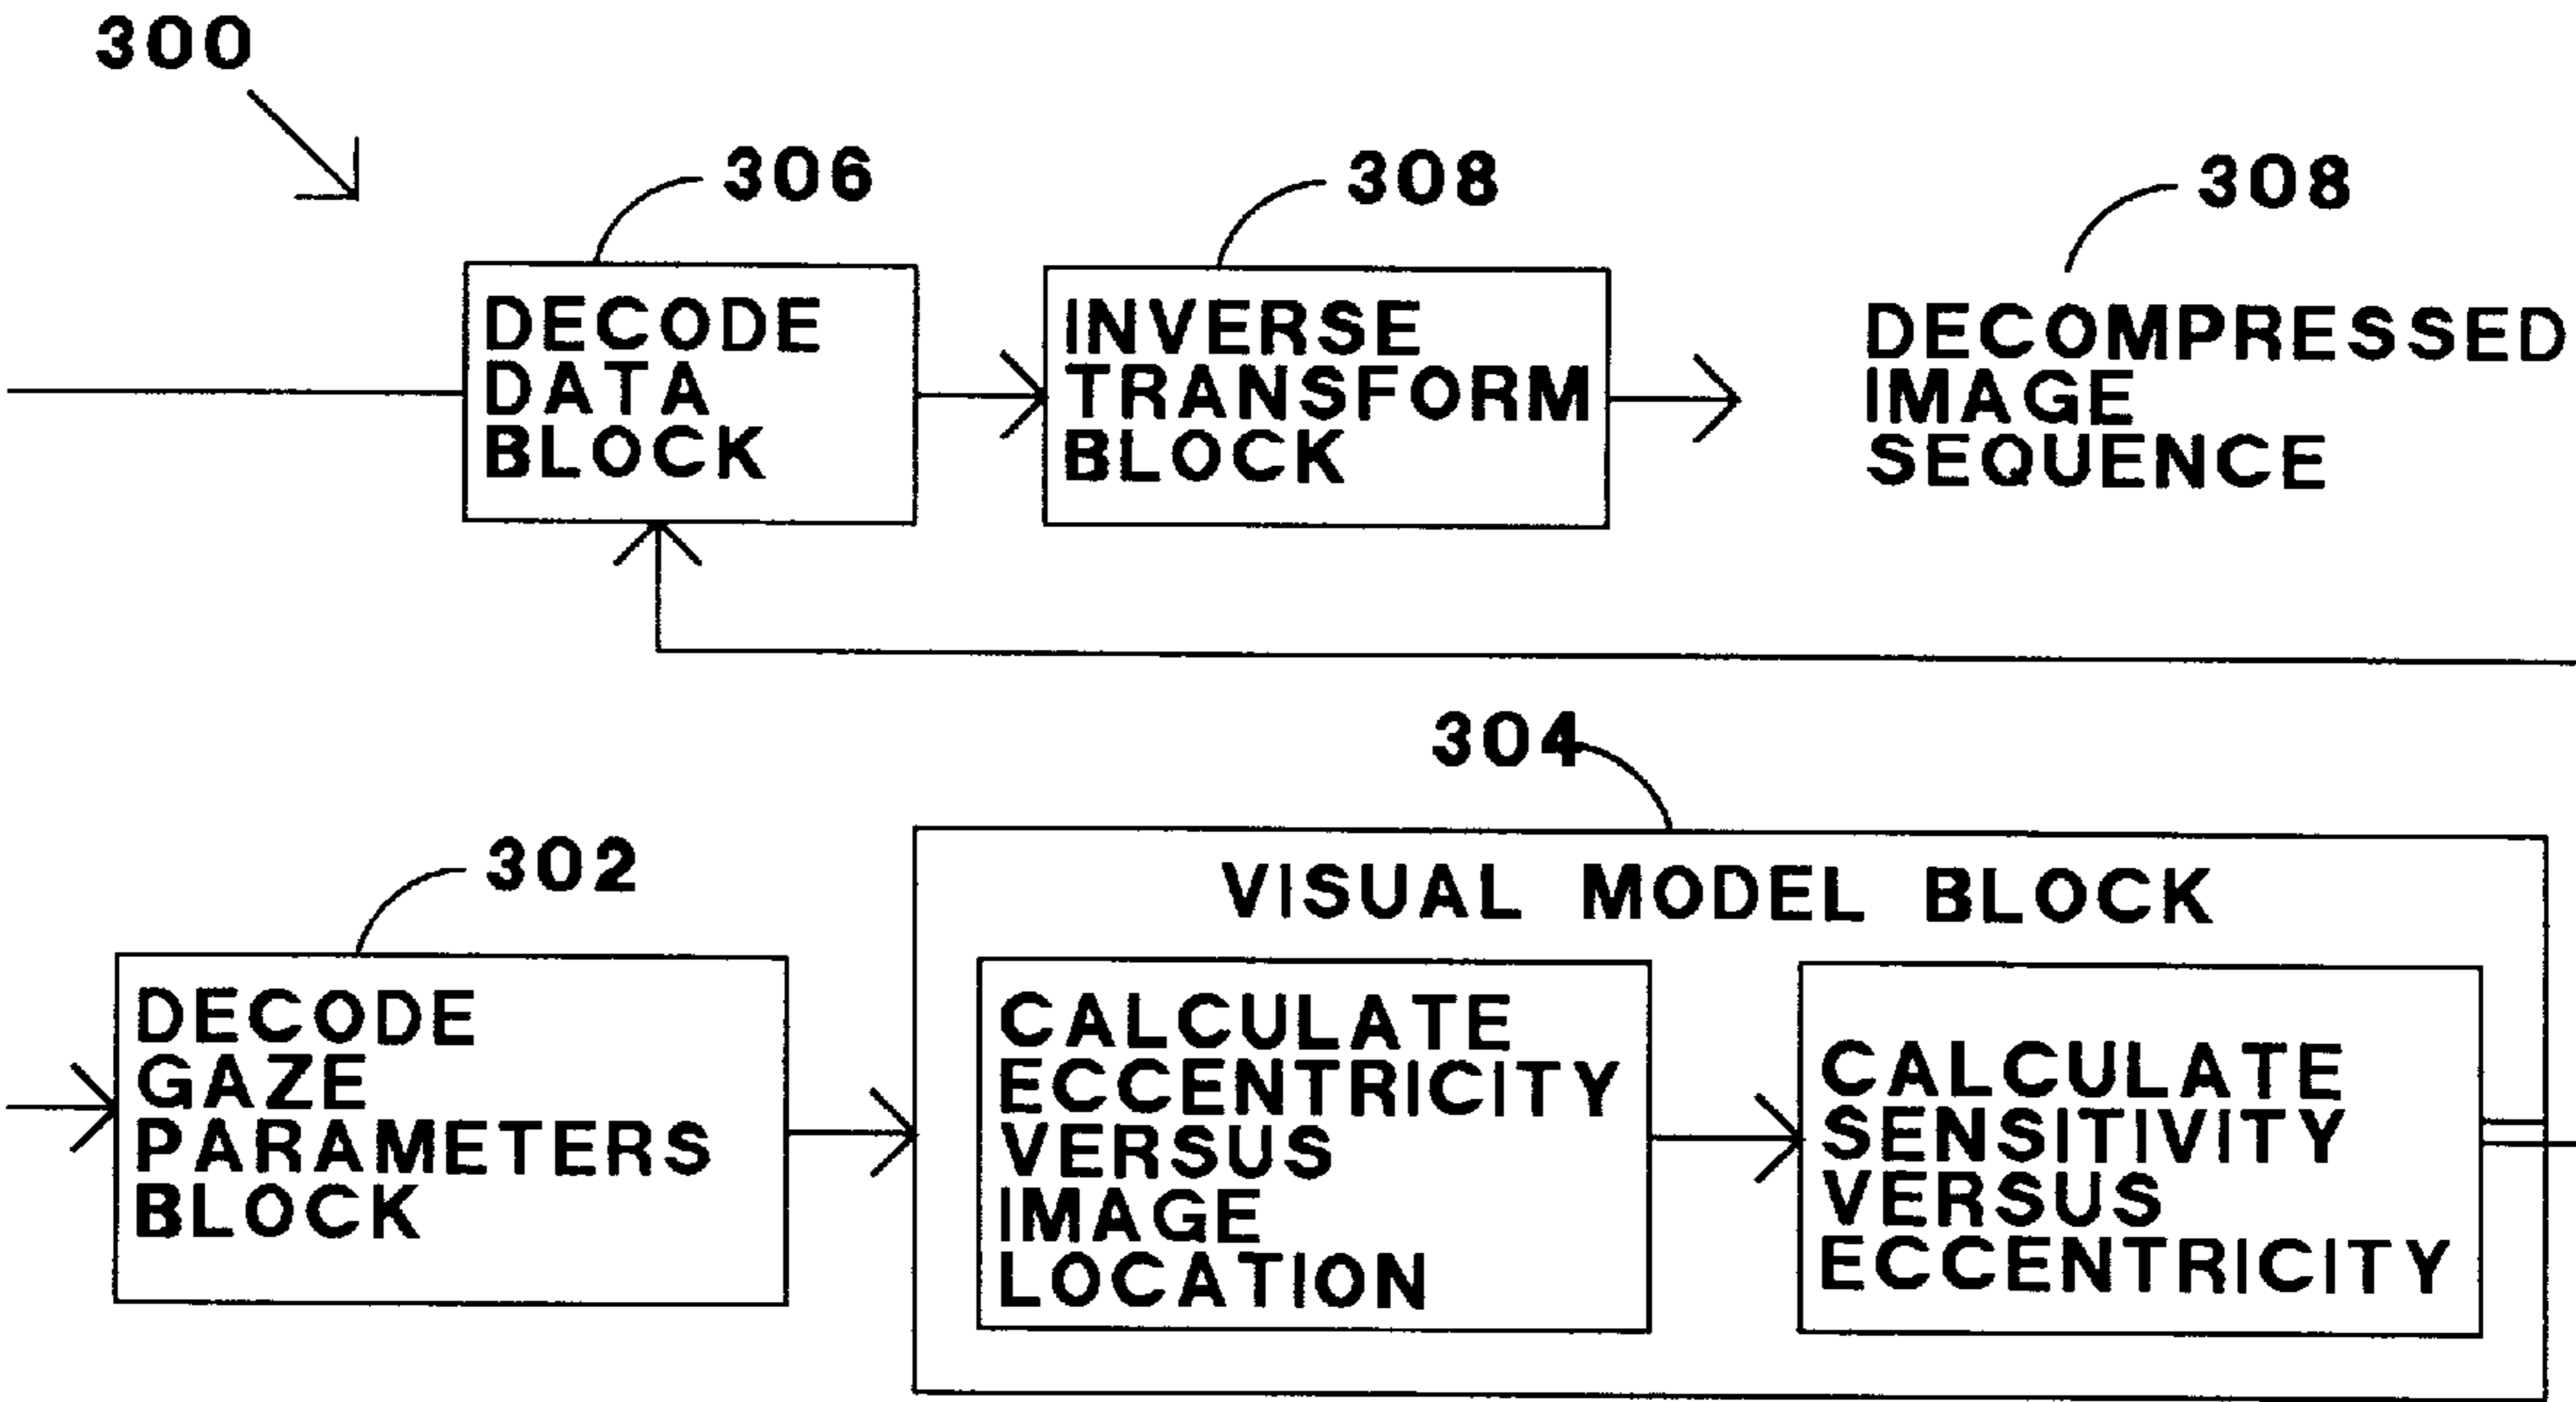 300
306
308
308
DECODE
DATA
BLOCK
INVERSE
TRANSFORM
BLOCK
DECOMPRESSED
IMAGE
SEQUENCE
304
302
VISUAL MODEL BLOCK
DECODE
GAZE
PARAMETERS
BLOCK
CALCULATE
ECCENTRICITY
VERSUS
IMAGE
LOCATION
CALCULATE
SENSITIVITY
VERSUS
ECCENTRICITY